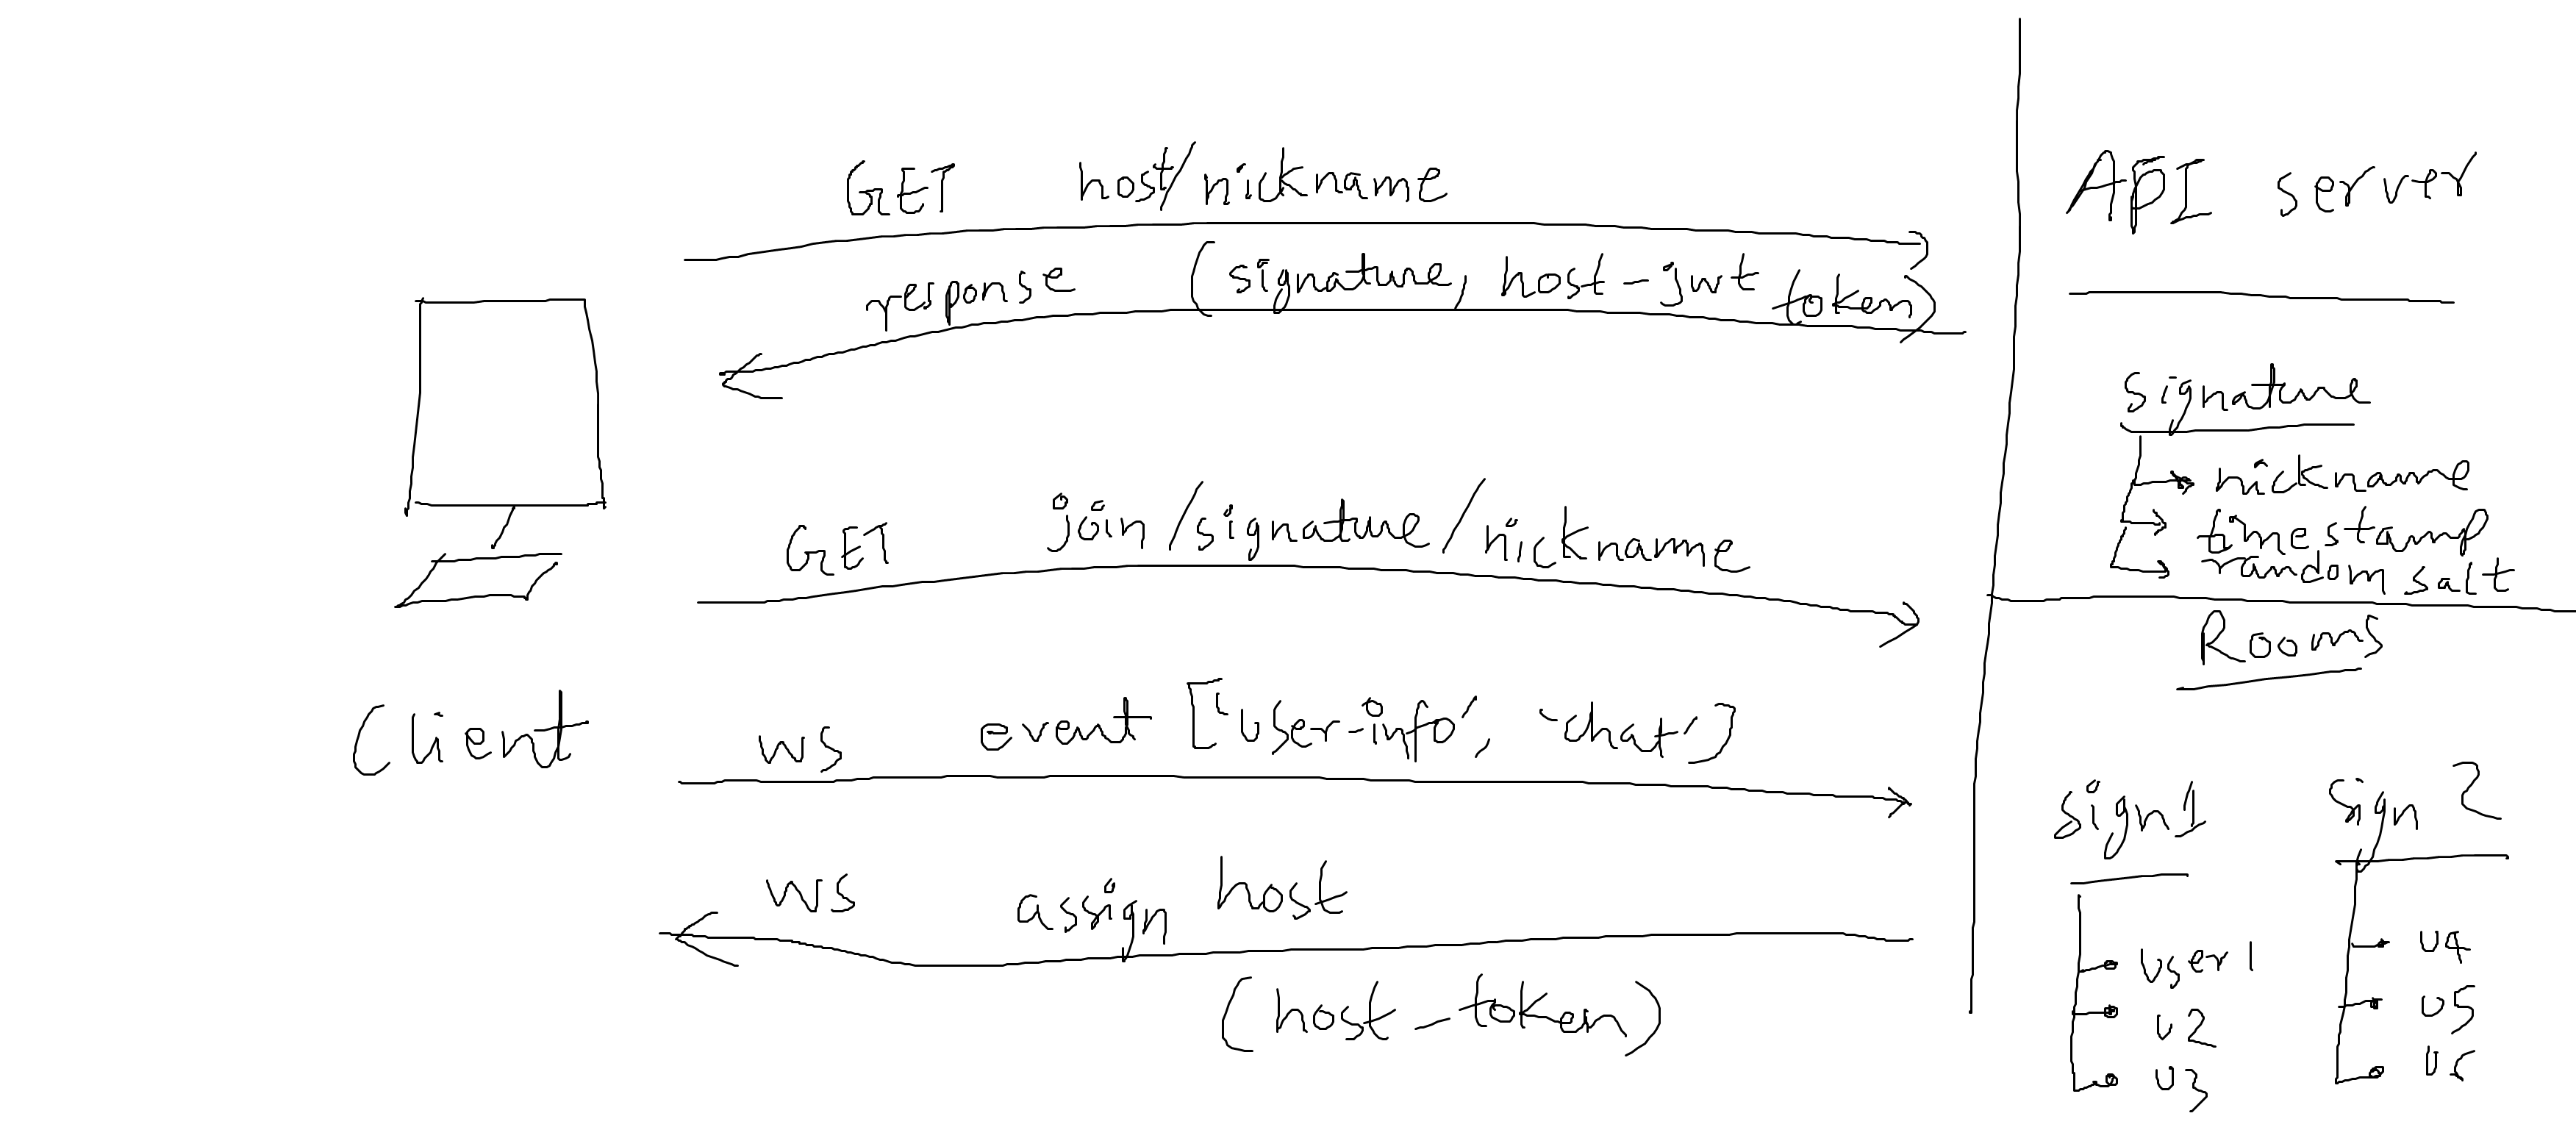 GET host/nickname
response (signature, host-jwt token)
GET join/signature/nickname
Client
ws event ['user-info', 'chat']
ws assign host
(host-token)
API server
signature
nickname
timestamp
random salt
Rooms
sign1
user1
u2
u3
sign 2
u4
u5